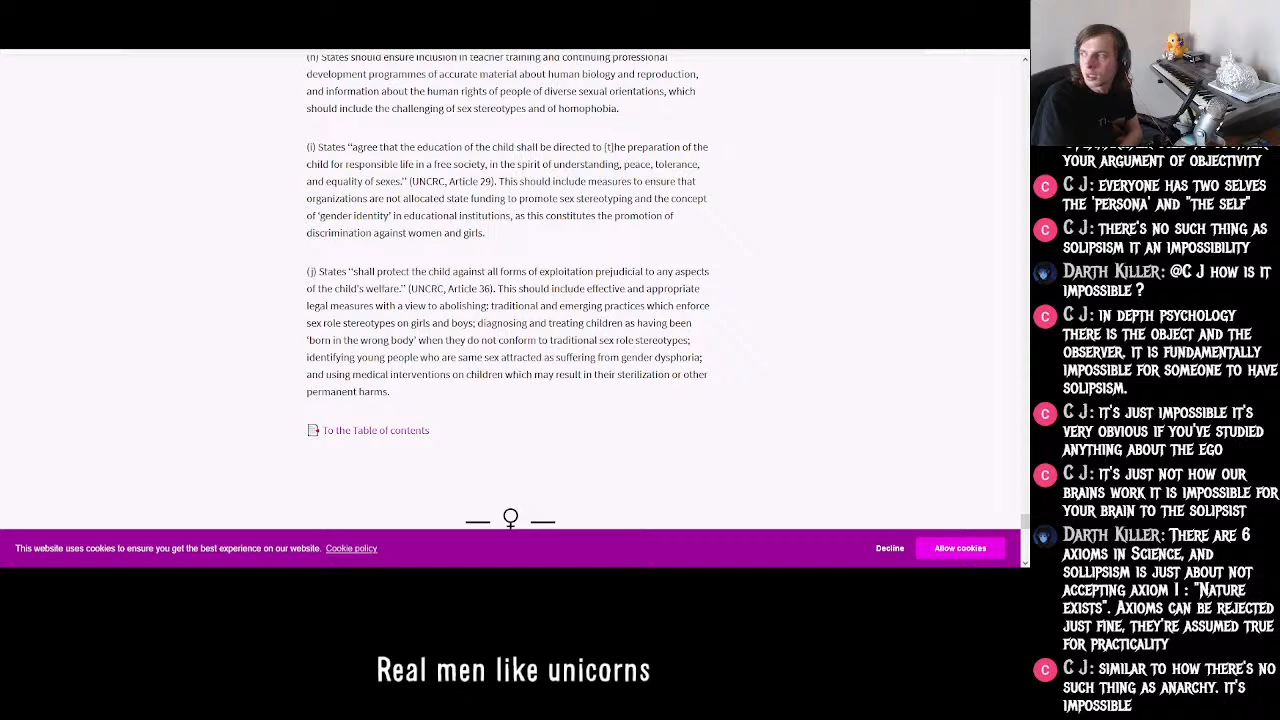 (h) States should ensure inclusion in teacher training and continuing professional
development programmes of accurate material about human biology and reproduction,
and information about the human rights of people of diverse sexual orientations, which
should include the challenging of sex stereotypes and of homophobia.
(i) States “agree that the education of the child shall be directed to [t]he preparation of the
child for responsible life in a free society, in the spirit of understanding, peace, tolerance,
and equality of sexes.” (UNCRC, Article 29). This should include measures to ensure that
organizations are not allocated state funding to promote sex stereotyping and the concept
of ‘gender identity’ in educational institutions, as this constitutes the promotion of
discrimination against women and girls.
(j) States “shall protect the child against all forms of exploitation prejudicial to any aspects
of the child’s welfare.” (UNCRC, Article 36). This should include effective and appropriate
legal measures with a view to abolishing: traditional and emerging practices which enforce
sex role stereotypes on girls and boys; diagnosing and treating children as having been
‘born in the wrong body’ when they do not conform to traditional sex role stereotypes;
identifying young people who are same sex attracted as suffering from gender dysphoria;
and using medical interventions on children which may result in their sterilization or other
permanent harms.
To the Table of contents
This website uses cookies to ensure you get the best experience on our website. Cookie policy
Decline
Allow cookies
Real men like unicorns
YOUR ARGUMENT OF OBJECTIVITY
C J: EVERYONE HAS TWO SELVES
THE 'PERSONA' AND "THE SELF"
C J: THERE'S NO SUCH THING AS
SOLIPSISM IT AN IMPOSSIBILITY
DARTH KILLER: @C J HOW IS IT
IMPOSSIBLE ?
C J: IN DEPTH PSYCHOLOGY
THERE IS THE OBJECT AND THE
OBSERVER. IT IS FUNDAMENTALLY
IMPOSSIBLE FOR SOMEONE TO HAVE
SOLIPSISM.
C J: IT'S JUST IMPOSSIBLE IT'S
VERY OBVIOUS IF YOU'VE STUDIED
ANYTHING ABOUT THE EGO
C J: IT'S JUST NOT HOW OUR
BRAINS WORK IT IS IMPOSSIBLE FOR
YOUR BRAIN TO THE SOLIPSIST
DARTH KILLER: THERE ARE 6
AXIOMS IN SCIENCE, AND
SOLLIPSISM IS JUST ABOUT NOT
ACCEPTING AXIOM 1 : "NATURE
EXISTS". AXIOMS CAN BE REJECTED
JUST FINE, THEY'RE ASSUMED TRUE
FOR PRACTICALITY
C J: SIMILAR TO HOW THERE'S NO
SUCH THING AS ANARCHY. IT'S
IMPOSSIBLE